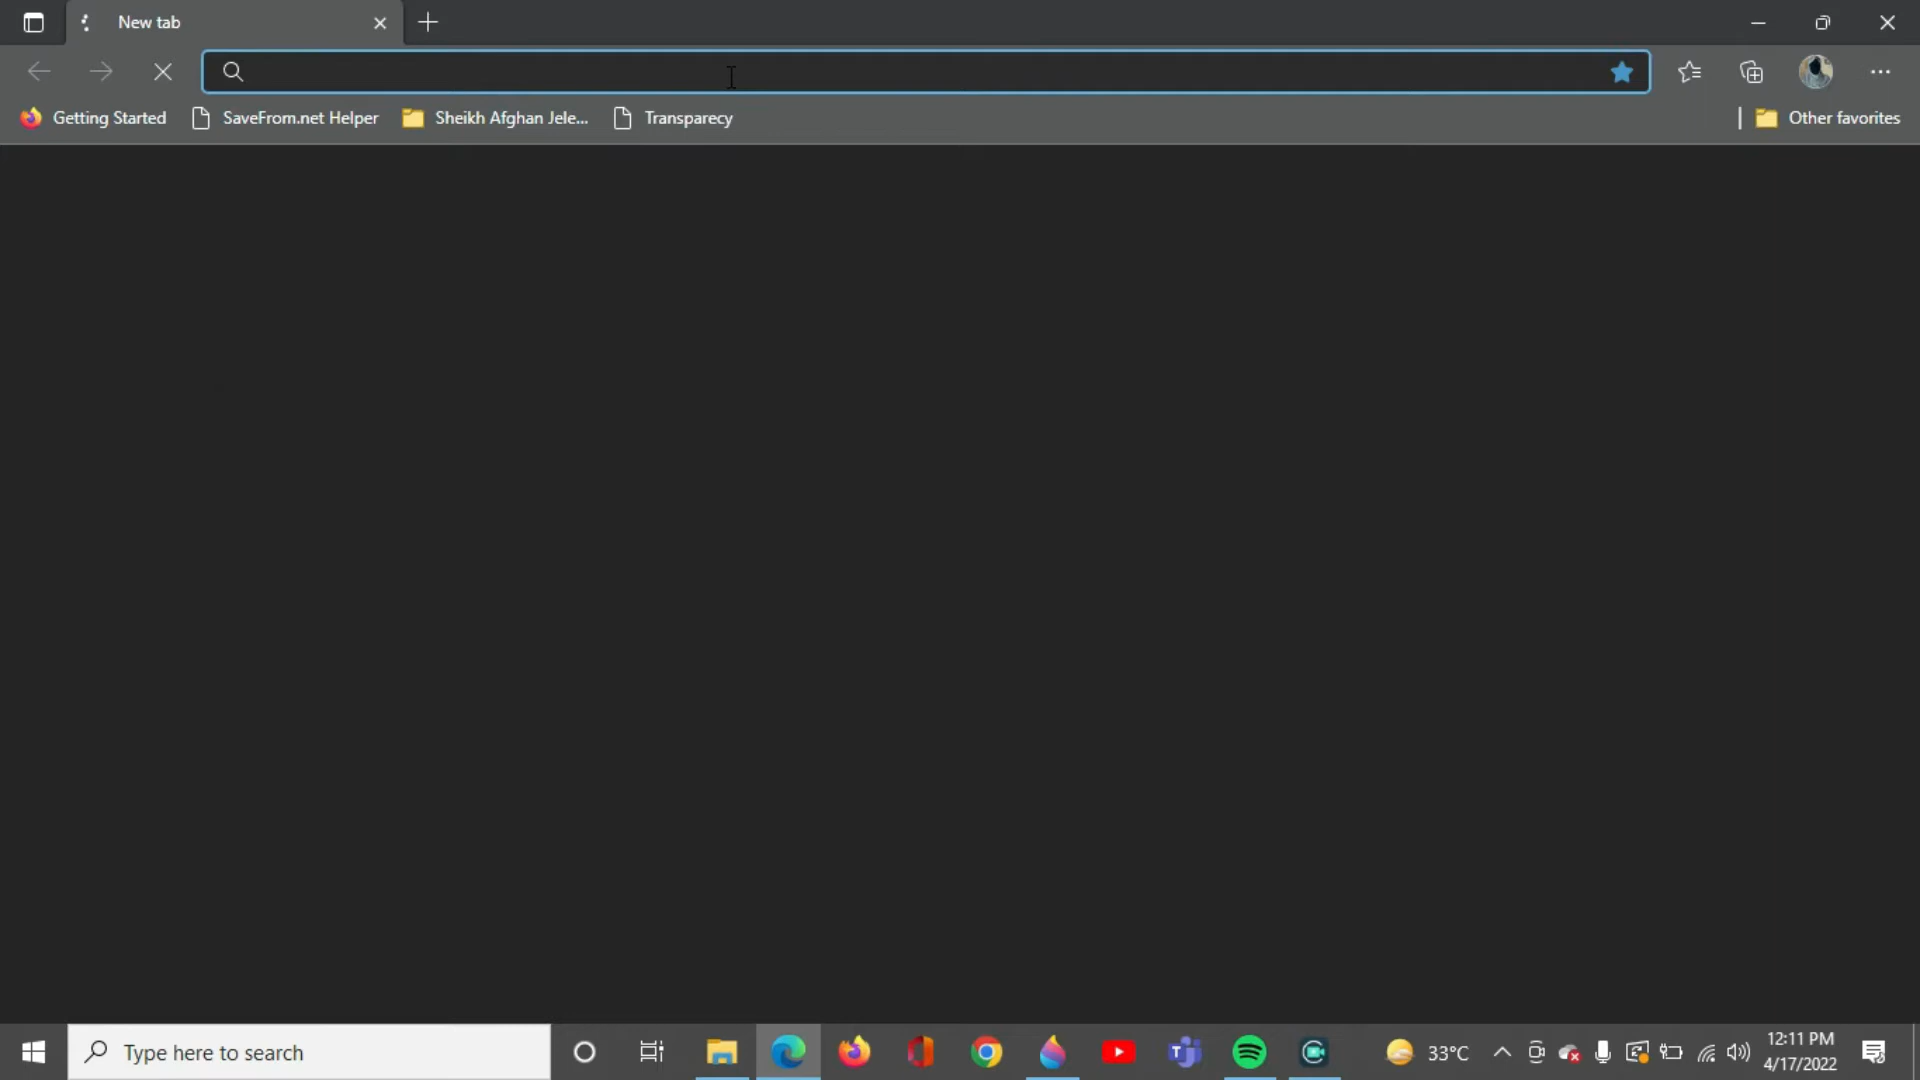 New tab
Getting Started SaveFrom.net Helper Sheikh Afghan Jele... Transparecy Other favorites
Type here to search 33°C 12:11 PM
4/17/2022